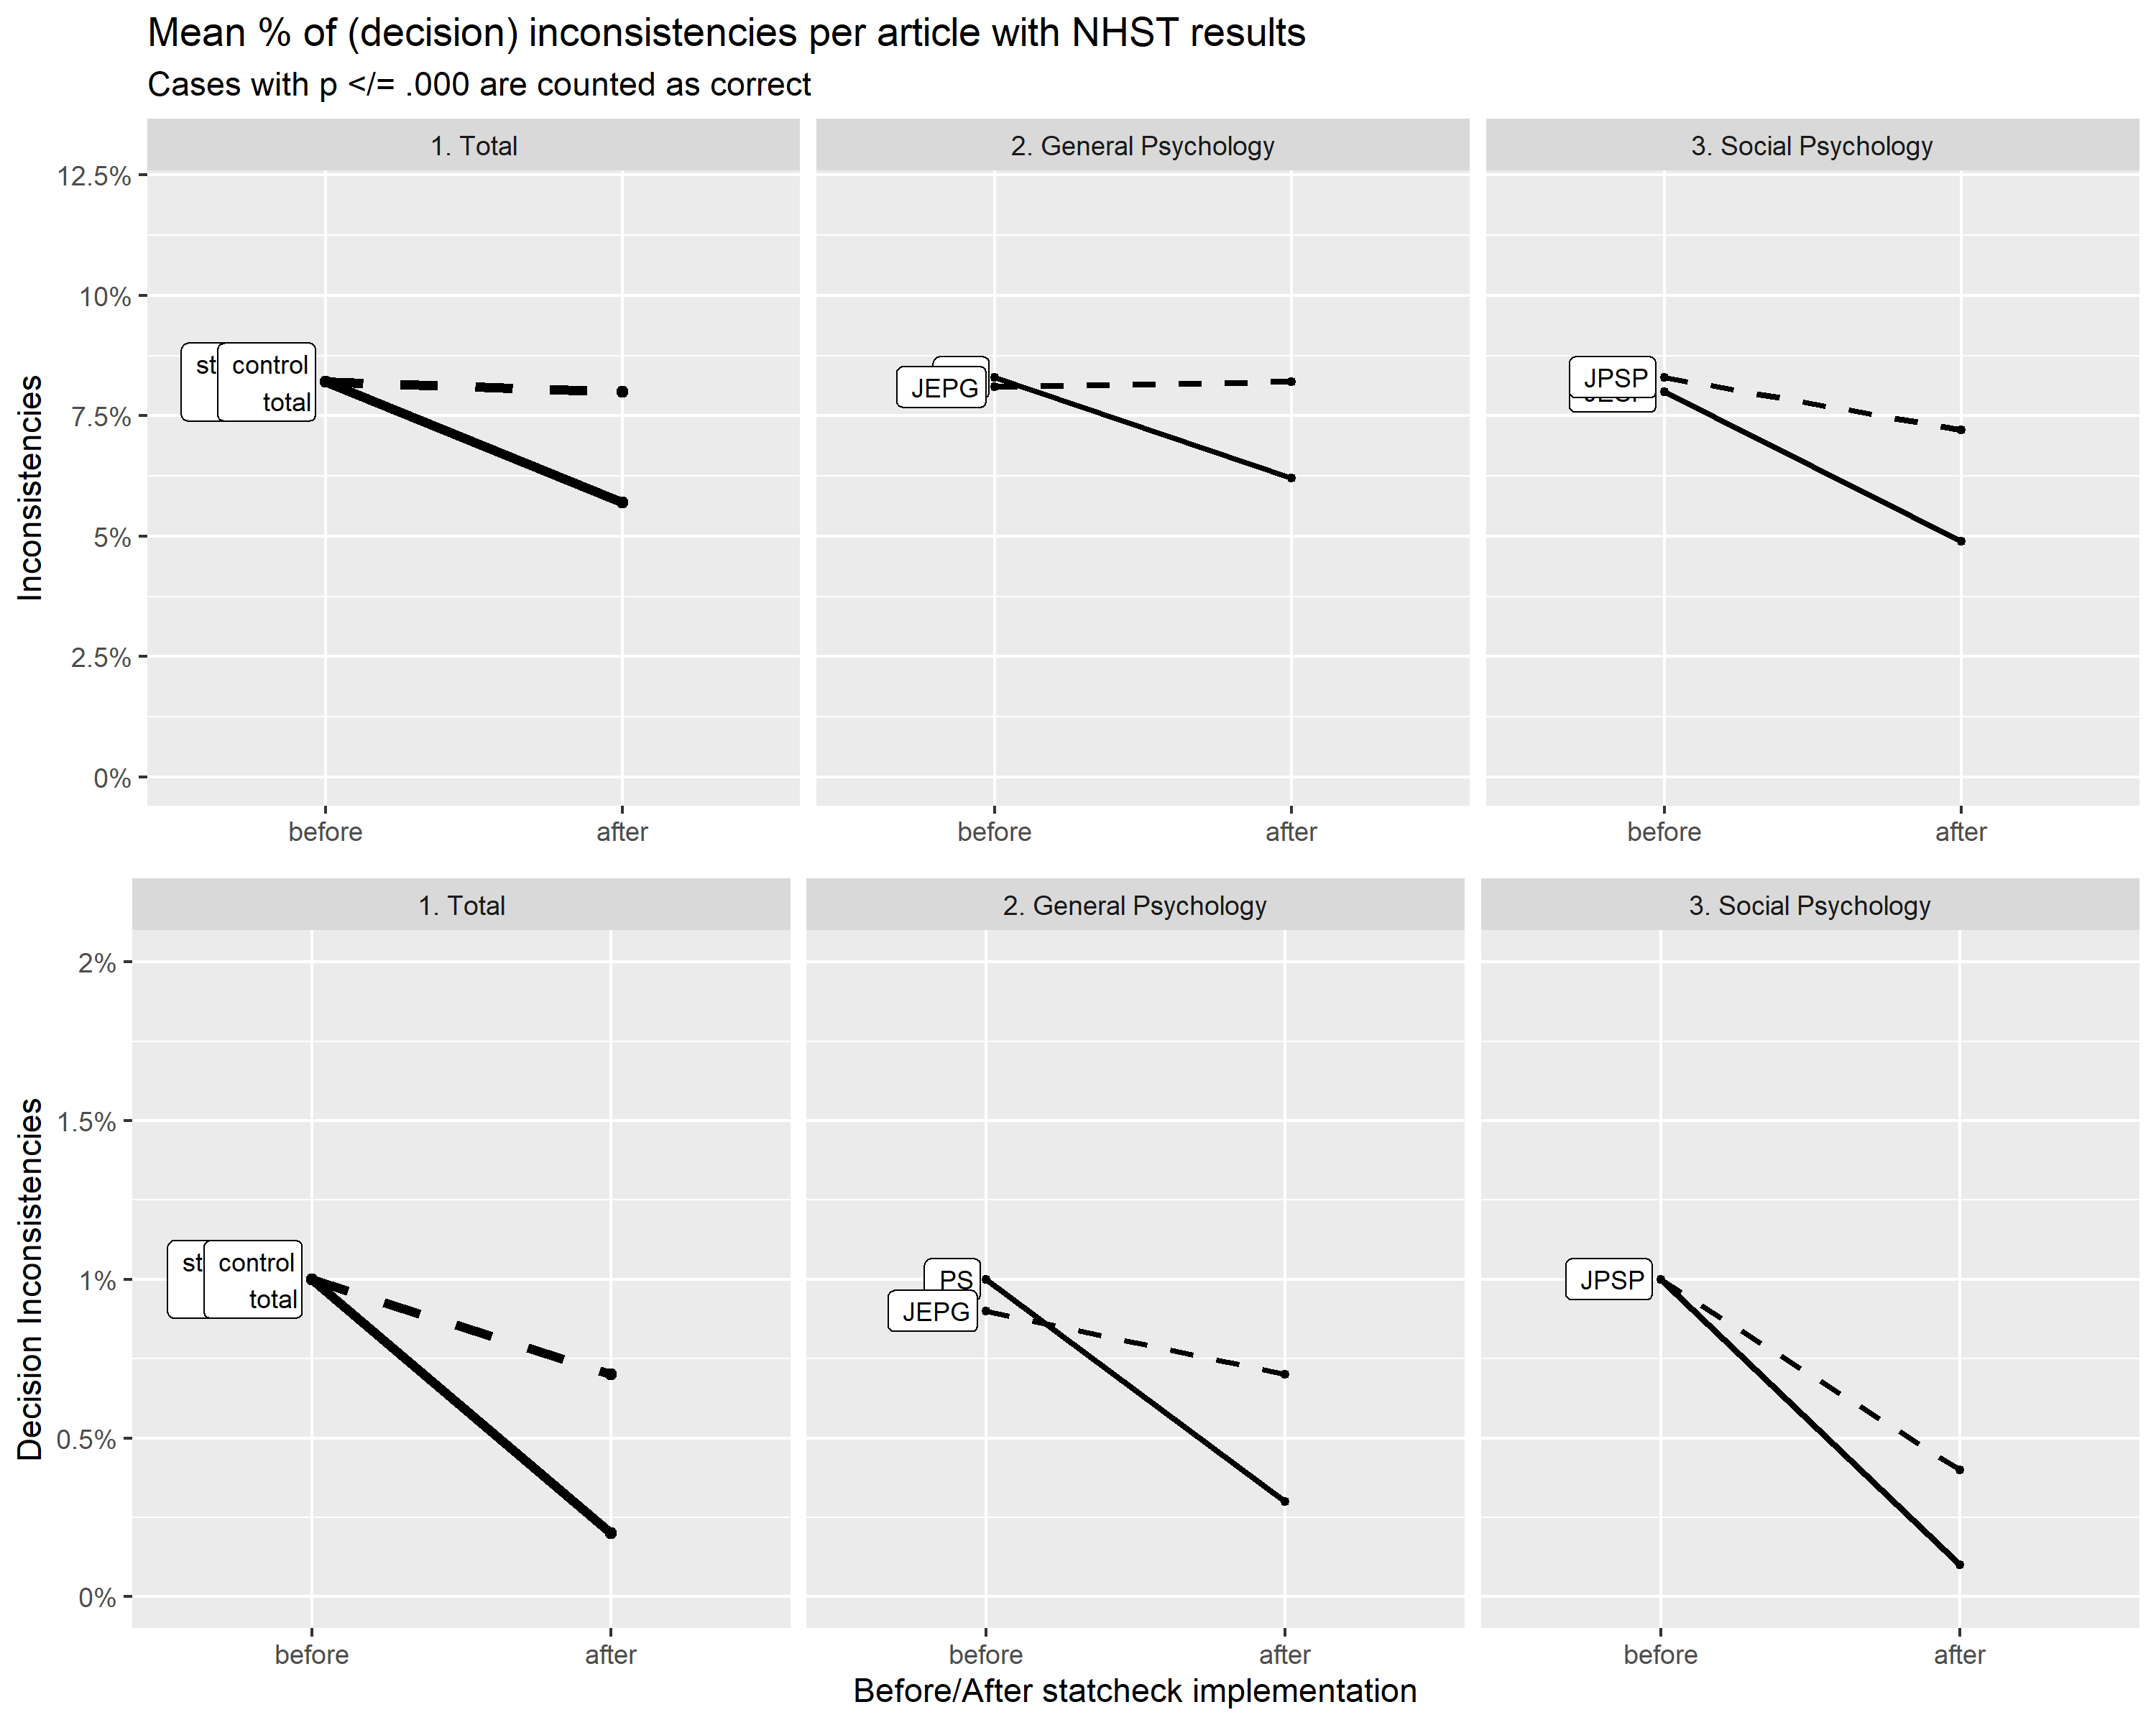 Mean % of (decision) inconsistencies per article with NHST results
Cases with p </= .000 are counted as correct
1. Total
2. General Psychology
3. Social Psychology
Inconsistencies
12.5%
10%
7.5%
5%
2.5%
0%
control
total
JEPG
JPSP
before
after
before
after
before
after
1. Total
2. General Psychology
3. Social Psychology
Decision Inconsistencies
2%
1.5%
1%
0.5%
0%
control
total
PS
JEPG
JPSP
before
after
before
after
before
after
Before/After statcheck implementation